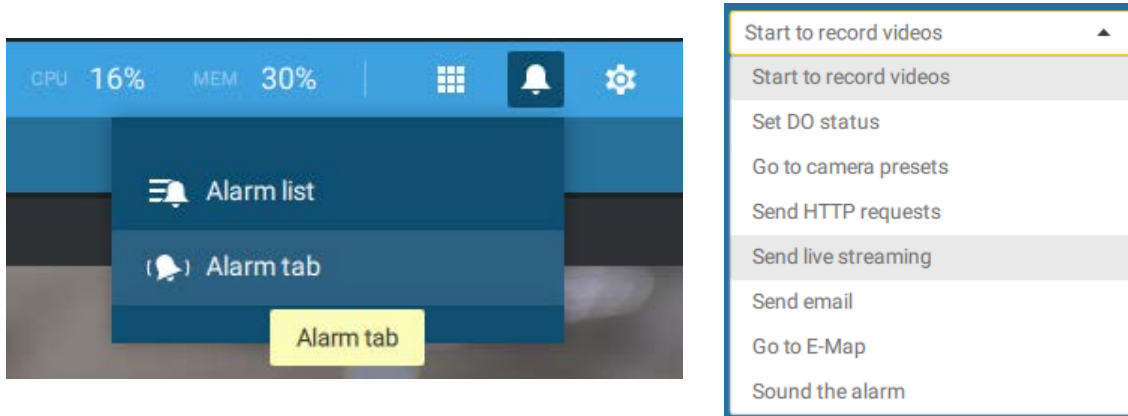 CPU 16% MEM 30%
Alarm list
Alarm tab
Alarm tab
Start to record videos
Start to record videos
Set DO status
Go to camera presets
Send HTTP requests
Send live streaming
Send email
Go to E-Map
Sound the alarm